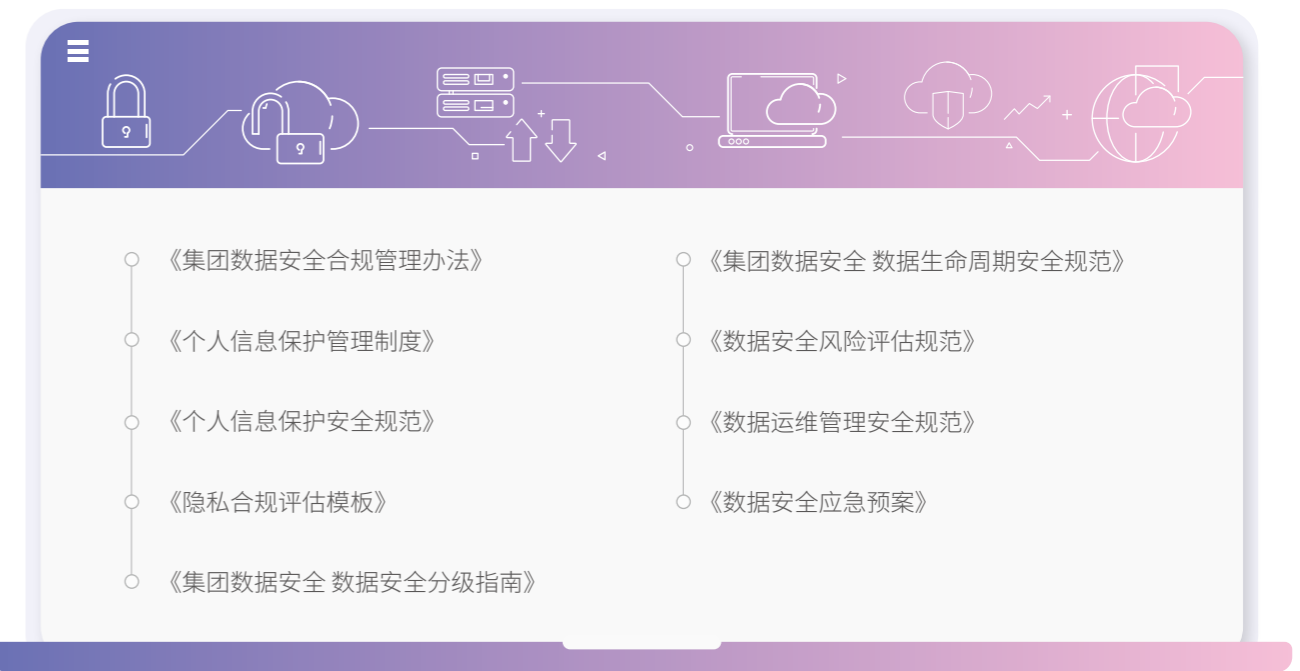 《集团数据安全合规管理办法》
《个人信息保护管理制度》
《个人信息保护安全规范》
《隐私合规评估模板》
《集团数据安全 数据安全分级指南》
《集团数据安全 数据生命周期安全规范》
《数据安全风险评估规范》
《数据运维管理安全规范》
《数据安全应急预案》